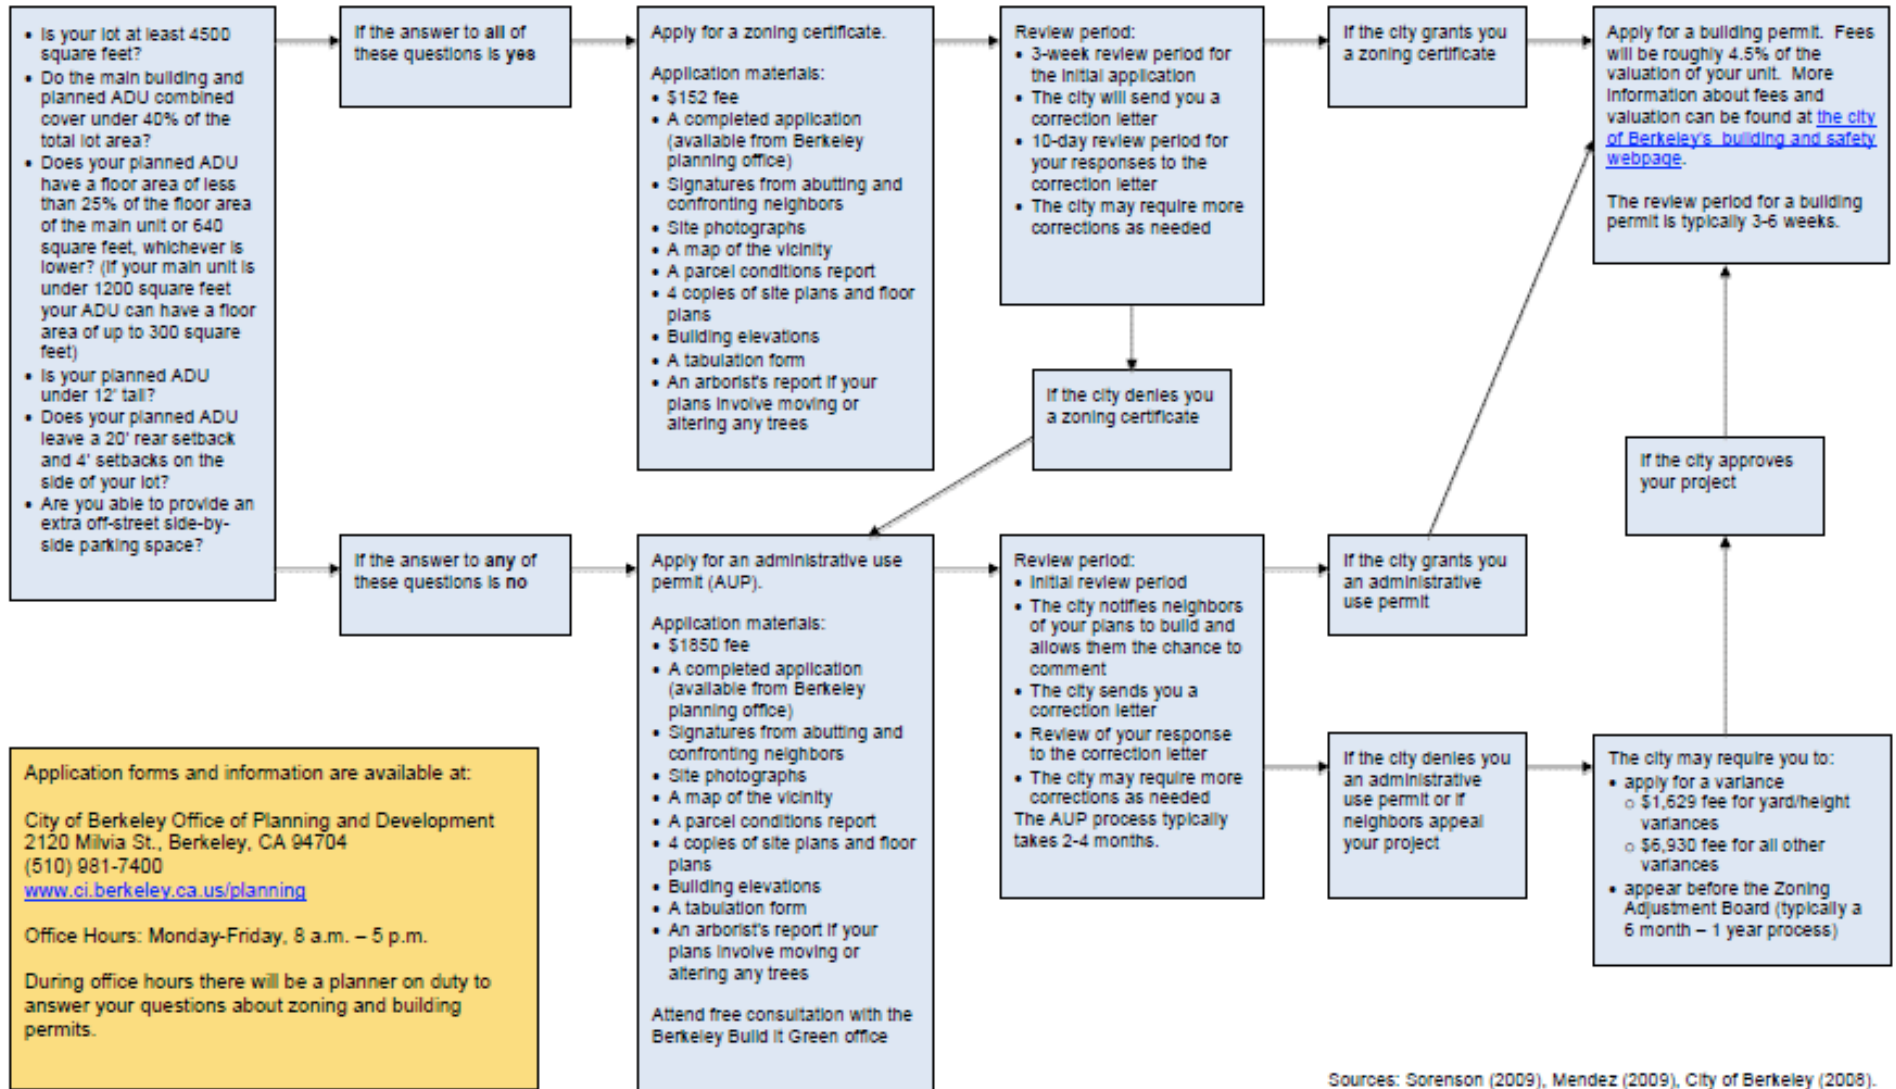 • Is your lot at least 4500
square feet?
• Do the main building and
planned ADU combined
cover under 40% of the
total lot area?
• Does your planned ADU
have a floor area of less
than 25% of the floor area
of the main unit or 640
square feet, whichever is
lower? (If your main unit is
under 1200 square feet
your ADU can have a floor
area of up to 300 square
feet)
• Is your planned ADU
under 12' tall?
• Does your planned ADU
leave a 20' rear setback
and 4' setbacks on the
side of your lot?
• Are you able to provide an
extra off-street side-by-
side parking space?
If the answer to all of
these questions is yes
Apply for a zoning certificate.
Application materials:
• $152 fee
• A completed application
(available from Berkeley
planning office)
• Signatures from abutting and
confronting neighbors
• Site photographs
• A map of the vicinity
• A parcel conditions report
• 4 copies of site plans and floor
plans
• Building elevations
• A tabulation form
• An arborist's report if your
plans involve moving or
altering any trees
Review period:
• 3-week review period for
the initial application
• The city will send you a
correction letter
• 10-day review period for
your responses to the
correction letter
• The city may require more
corrections as needed
If the city grants you
a zoning certificate
Apply for a building permit. Fees
will be roughly 4.5% of the
valuation of your unit. More
information about fees and
valuation can be found at the city
of Berkeley's building and safety
webpage.
The review period for a building
permit is typically 3-6 weeks.
If the city denies you
a zoning certificate
If the city approves
your project
If the answer to any of
these questions is no
Apply for an administrative use
permit (AUP).
Application materials:
• $1850 fee
• A completed application
(available from Berkeley
planning office)
• Signatures from abutting and
confronting neighbors
• Site photographs
• A map of the vicinity
• A parcel conditions report
• 4 copies of site plans and floor
plans
• Building elevations
• A tabulation form
• An arborist's report if your
plans involve moving or
altering any trees
Attend free consultation with the
Berkeley Build It Green office
Review period:
• Initial review period
• The city notifies neighbors
of your plans to build and
allows them the chance to
comment
• The city sends you a
correction letter
• Review of your response
to the correction letter
• The city may require more
corrections as needed
The AUP process typically
takes 2-4 months.
If the city grants you
an administrative
use permit
If the city denies you
an administrative
use permit or if
neighbors appeal
your project
The city may require you to:
• apply for a variance
o $1,629 fee for yard/height
variances
o $6,930 fee for all other
variances
• appear before the Zoning
Adjustment Board (typically a
6 month – 1 year process)
Application forms and information are available at:
City of Berkeley Office of Planning and Development
2120 Milvia St., Berkeley, CA 94704
(510) 981-7400
www.ci.berkeley.ca.us/planning
Office Hours: Monday-Friday, 8 a.m. – 5 p.m.
During office hours there will be a planner on duty to
answer your questions about zoning and building
permits.
Sources: Sorenson (2009), Mendez (2009), City of Berkeley (2008).